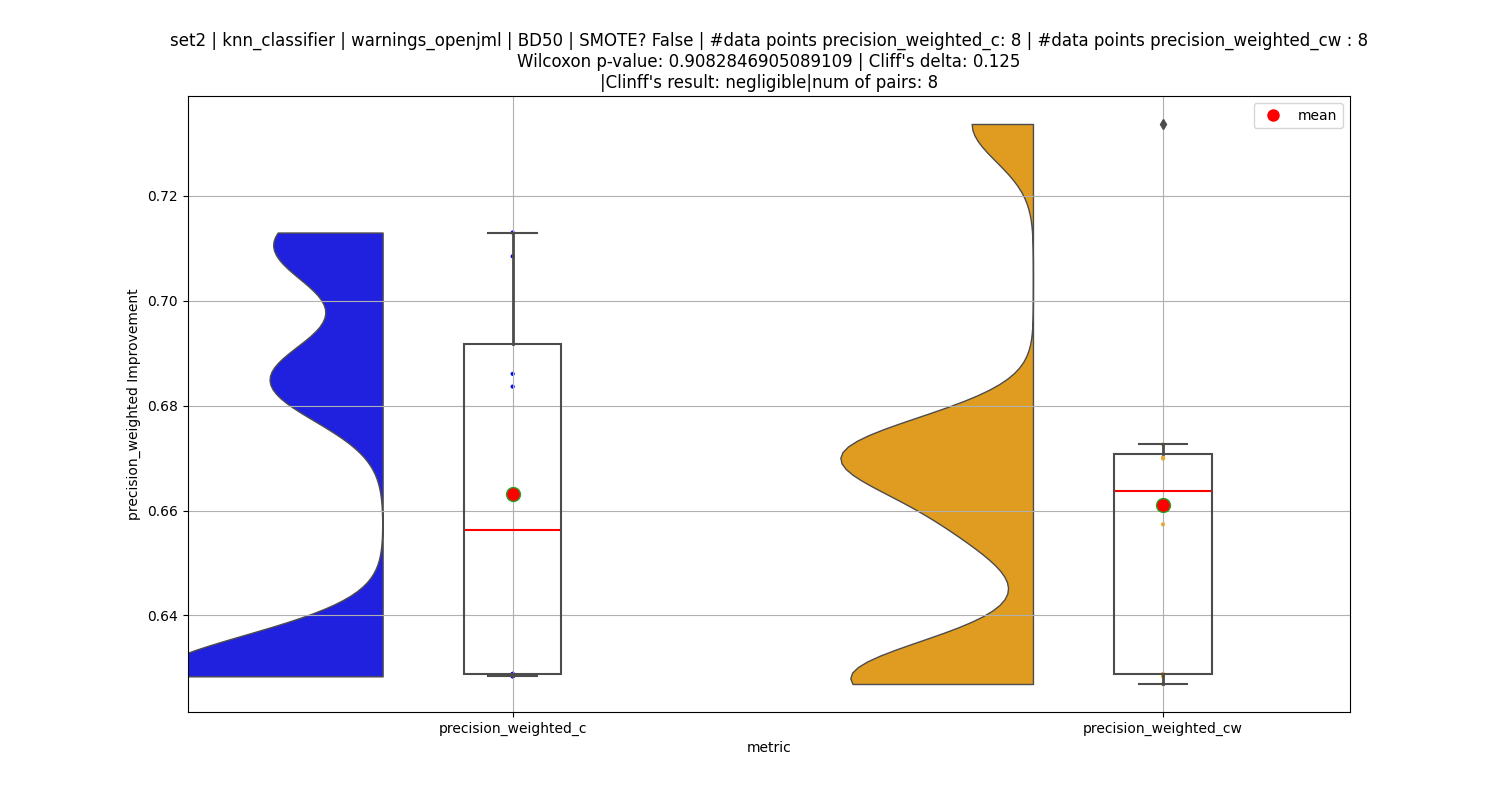 set2 | knn_classifier | warnings_openjml | BD50 | SMOTE? False | #data points precision_weighted_c: 8 | #data points precision_weighted_cw : 8
Wilcoxon p-value: 0.9082846905089109 | Cliff's delta: 0.125
|Clinff's result: negligible|num of pairs: 8
mean
0.72
0.70
0.68
0.66
0.64
precision_weighted Improvement
precision_weighted_c
precision_weighted_cw
metric